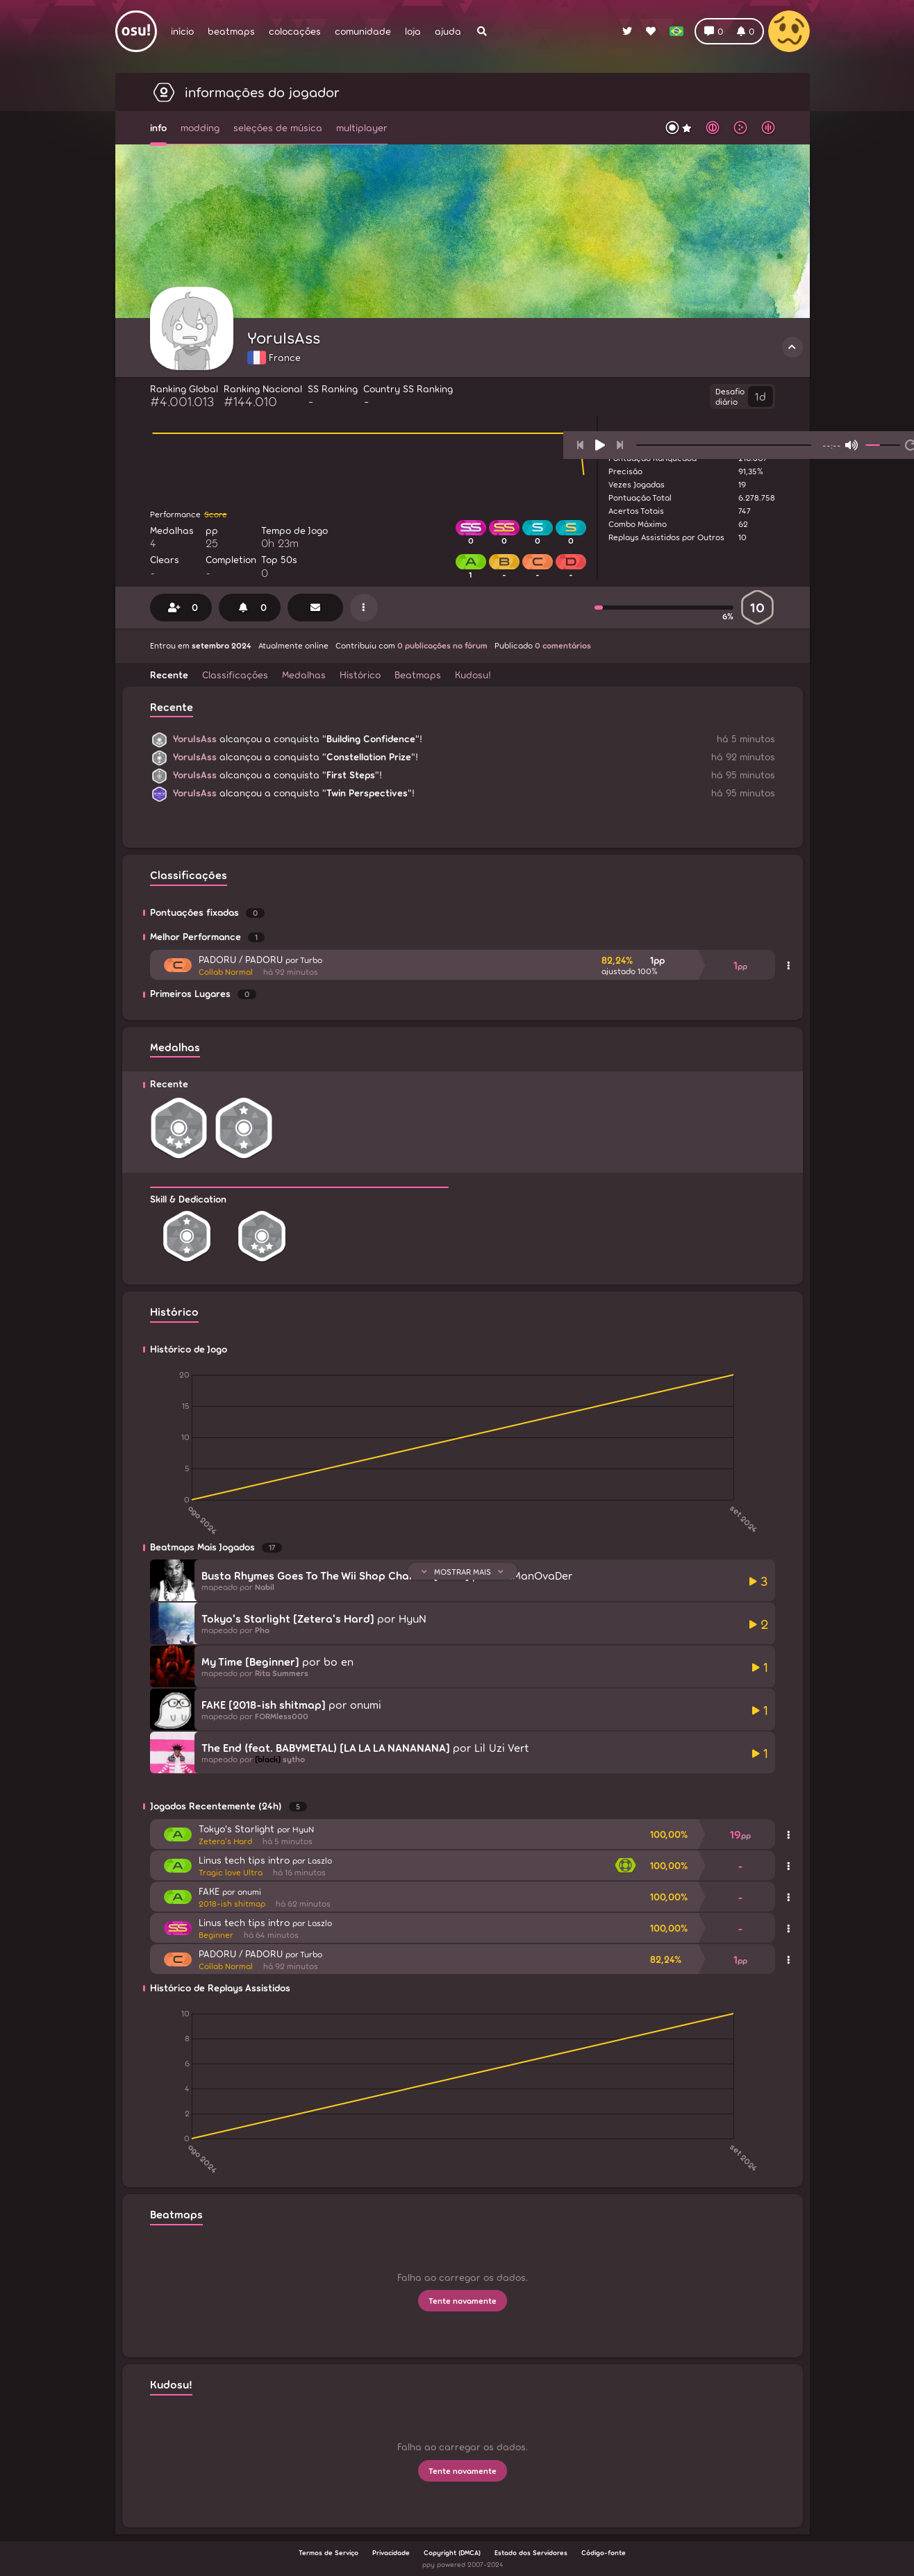 osu! início beatmaps colocações comunidade loja ajuda 0 0
informações do jogador
info modding seleções de música multiplayer
YorulsAss
France
Ranking Global Ranking Nacional SS Ranking Country SS Ranking
#4.001.013 #144.010 - -
Desafio diário 1d
--:--
Precisão 91,35%
Vezes Jogadas 19
Pontuação Total 6.278.758
Acertos Totais 747
Combo Máximo 62
Replays Assistidos por Outros 10
Performance Score
Medalhas pp Tempo de Jogo
4 25 0h 23m
Clears Completion Top 50s
- - 0
SS SS S S
0 0 0 0
A B C D
1 - - -
0 0 10
6%
Entrou em setembro 2024 Atualmente online Contribuiu com 0 publicações no fórum Publicado 0 comentários
Recente Classificações Medalhas Histórico Beatmaps Kudosu!
Recente
YorulsAss alcançou a conquista "Building Confidence"! há 5 minutos
YorulsAss alcançou a conquista "Constellation Prize"! há 92 minutos
YorulsAss alcançou a conquista "First Steps"! há 95 minutos
YorulsAss alcançou a conquista "Twin Perspectives"! há 95 minutos
Classificações
Pontuações fixadas 0
Melhor Performance 1
C PADORU / PADORU por Turbo 82,24% 1pp 1pp
Collab Normal há 92 minutos ajustado 100%
Primeiros Lugares 0
Medalhas
Recente
Skill & Dedication
Histórico
Histórico de Jogo
20
15
10
5
0
ago 2024 set 2024
Beatmaps Mais Jogados 17
MOSTRAR MAIS
Busta Rhymes Goes To The Wii Shop Cha ManOvaDer 3
mapeado por Nabil
Tokyo's Starlight [Zetera's Hard] por HyuN 2
mapeado por Pho
My Time [Beginner] por bo en 1
mapeado por Rita Summers
FAKE [2018-ish shitmap] por onumi 1
mapeado por FORMless000
The End (feat. BABYMETAL) [LA LA LA NANANANA] por Lil Uzi Vert 1
mapeado por [black] sytho
Jogados Recentemente (24h) 5
A Tokyo's Starlight por HyuN 100,00% 19pp
Zetera's Hard há 5 minutos
A Linus tech tips intro por Laszlo 100,00% -
Tragic love Ultra há 16 minutos
A FAKE por onumi 100,00% -
2018-ish shitmap há 62 minutos
SS Linus tech tips intro por Laszlo 100,00% -
Beginner há 64 minutos
C PADORU / PADORU por Turbo 82,24% 1pp
Collab Normal há 92 minutos
Histórico de Replays Assistidos
10
8
6
4
2
0
ago 2024 set 2024
Beatmaps
Falha ao carregar os dados.
Tente novamente
Kudosu!
Falha ao carregar os dados.
Tente novamente
Termos de Serviço Privacidade Copyright (DMCA) Estado dos Servidores Código-fonte
ppy powered 2007-2024